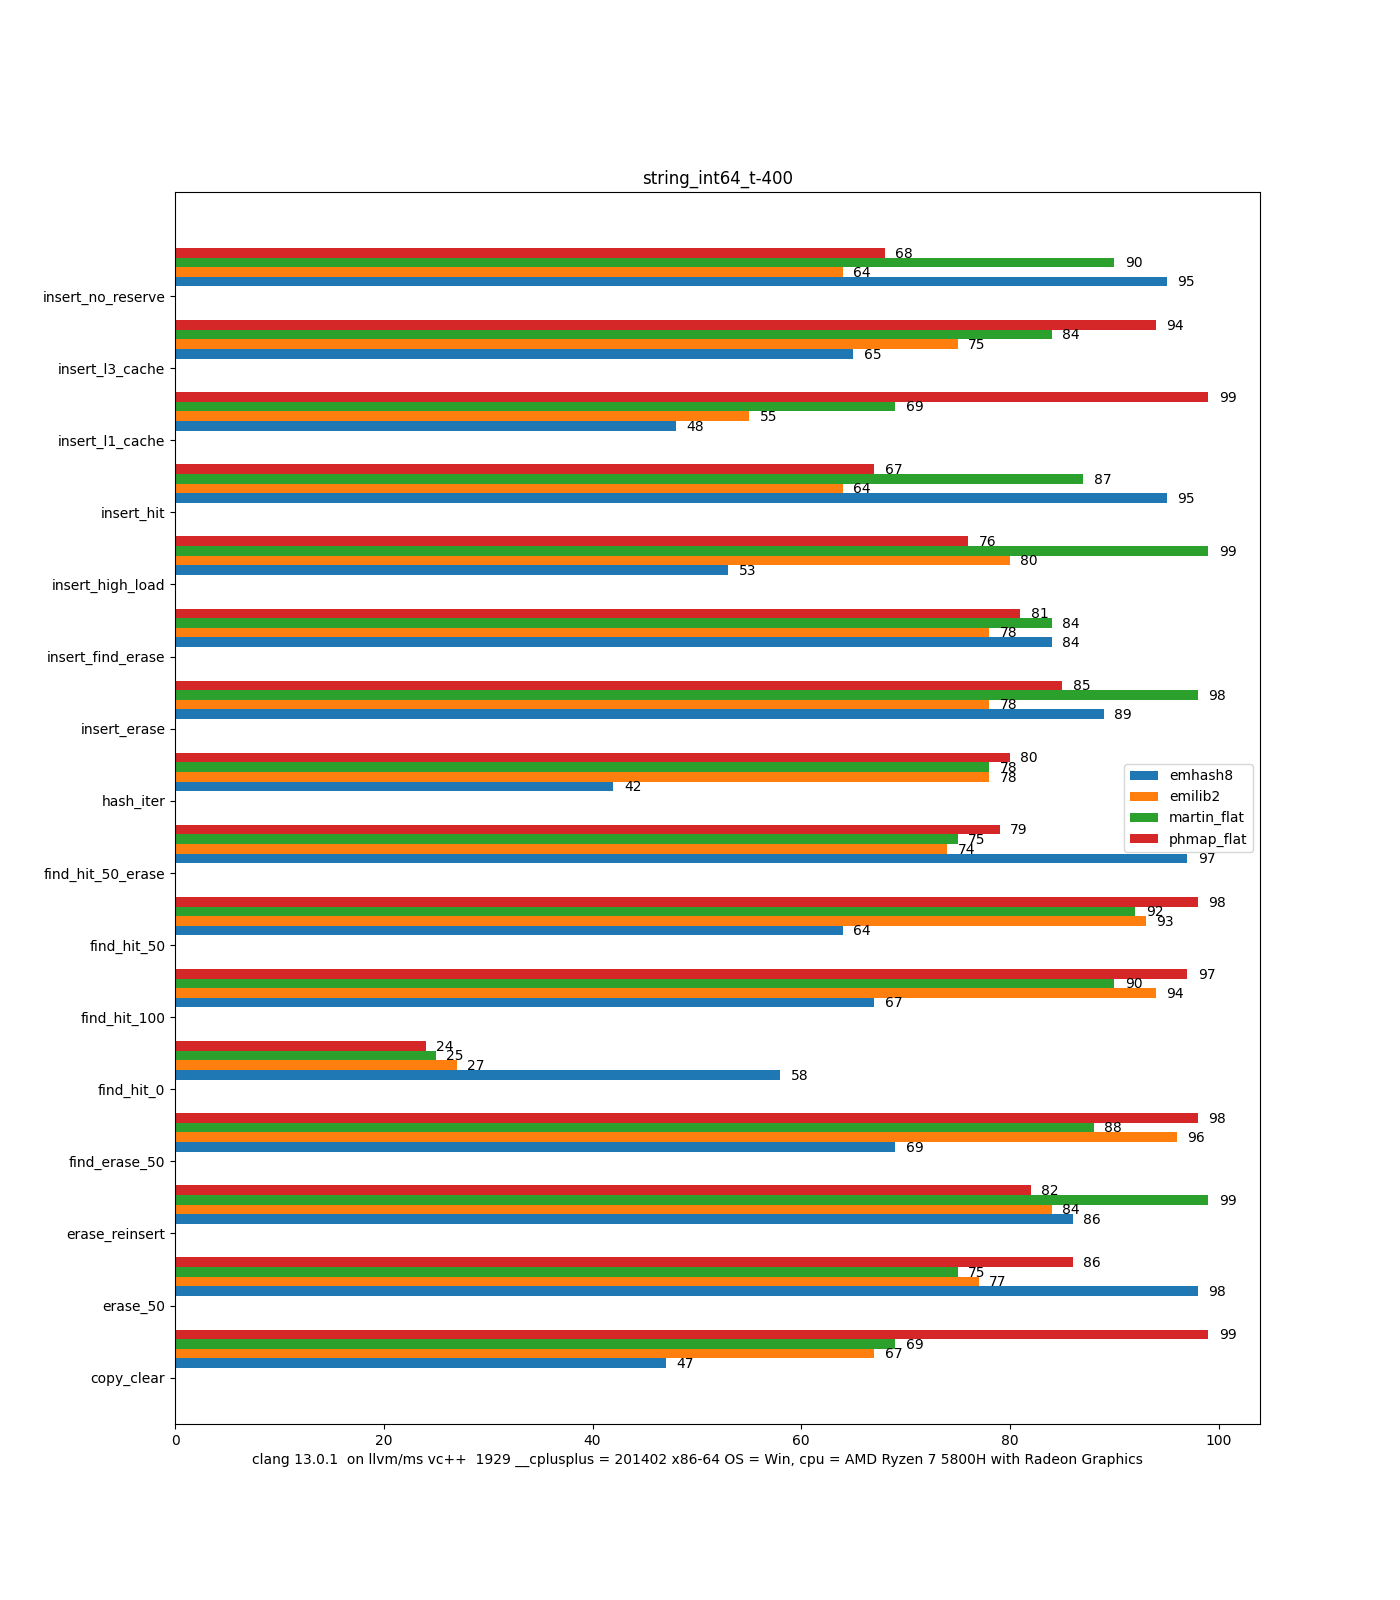 string_int64_t-400
68
90
64
95
insert_no_reserve
94
84
75
65
insert_l3_cache
99
69
55
48
insert_l1_cache
67
87
64
95
insert_hit
76
99
80
53
insert_high_load
81
84
78
84
insert_find_erase
85
98
78
89
insert_erase
80
78
78
42
hash_iter
emhash8
emilib2
martin_flat
phmap_flat
79
75
74
97
find_hit_50_erase
98
92
93
64
find_hit_50
97
90
94
67
find_hit_100
24
25
27
58
find_hit_0
98
88
96
69
find_erase_50
82
99
84
86
erase_reinsert
86
75
77
98
erase_50
99
69
67
47
copy_clear
0 20 40 60 80 100
clang 13.0.1  on llvm/ms vc++  1929 __cplusplus = 201402 x86-64 OS = Win, cpu = AMD Ryzen 7 5800H with Radeon Graphics